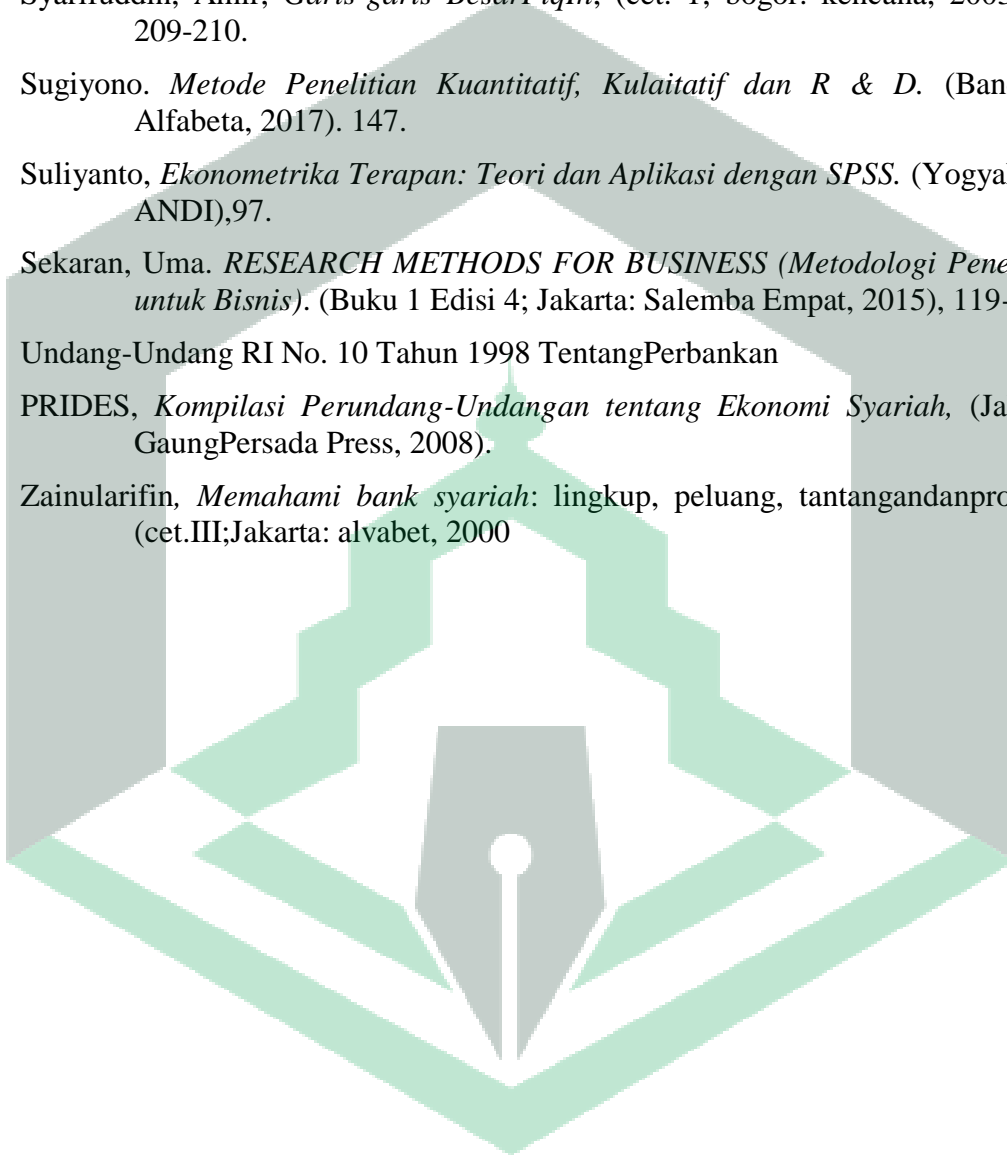 Amir, 2003
209-210.
Sugiyono. Metode Penelitian Kuantitatif, Kulaitatif dan R & D. (Ban
Alfabeta, 2017). 147.
Suliyanto, Ekonometrika Terapan: Teori dan Aplikasi dengan SPSS. (Yogya
ANDI),97.
Sekaran, Uma. RESEARCH METHODS FOR BUSINESS (Metodologi Pene
untuk Bisnis). (Buku 1 Edisi 4; Jakarta: Salemba Empat, 2015), 119-
Undang-Undang RI No. 10 Tahun 1998 TentangPerbankan
PRIDES, Kompilasi Perundang-Undangan tentang Ekonomi Syariah, (Ja
GaungPersada Press, 2008).
Zainularifin, Memahami bank syariah: lingkup, peluang, tantangandanpro
(cet.III;Jakarta: alvabet, 2000